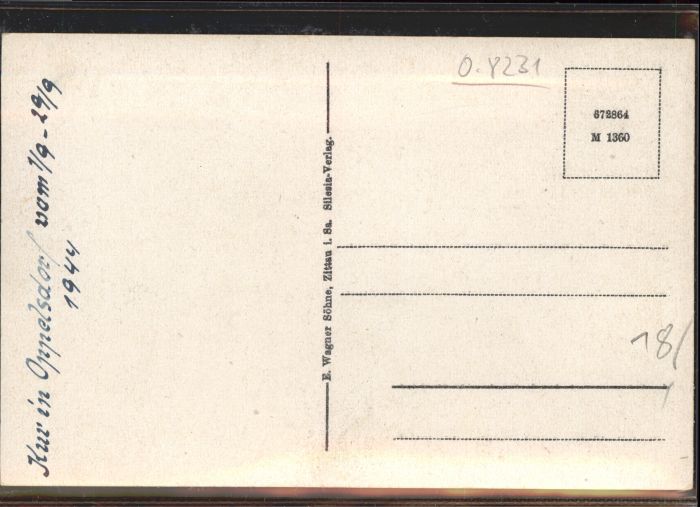 Kur in Oppelsdorf vom 1/9 - 29/9
1944
E. Wagner Söhne, Zittau i. Sa. Silesia-Verlag.
0.8231
672864
M 1360
18/